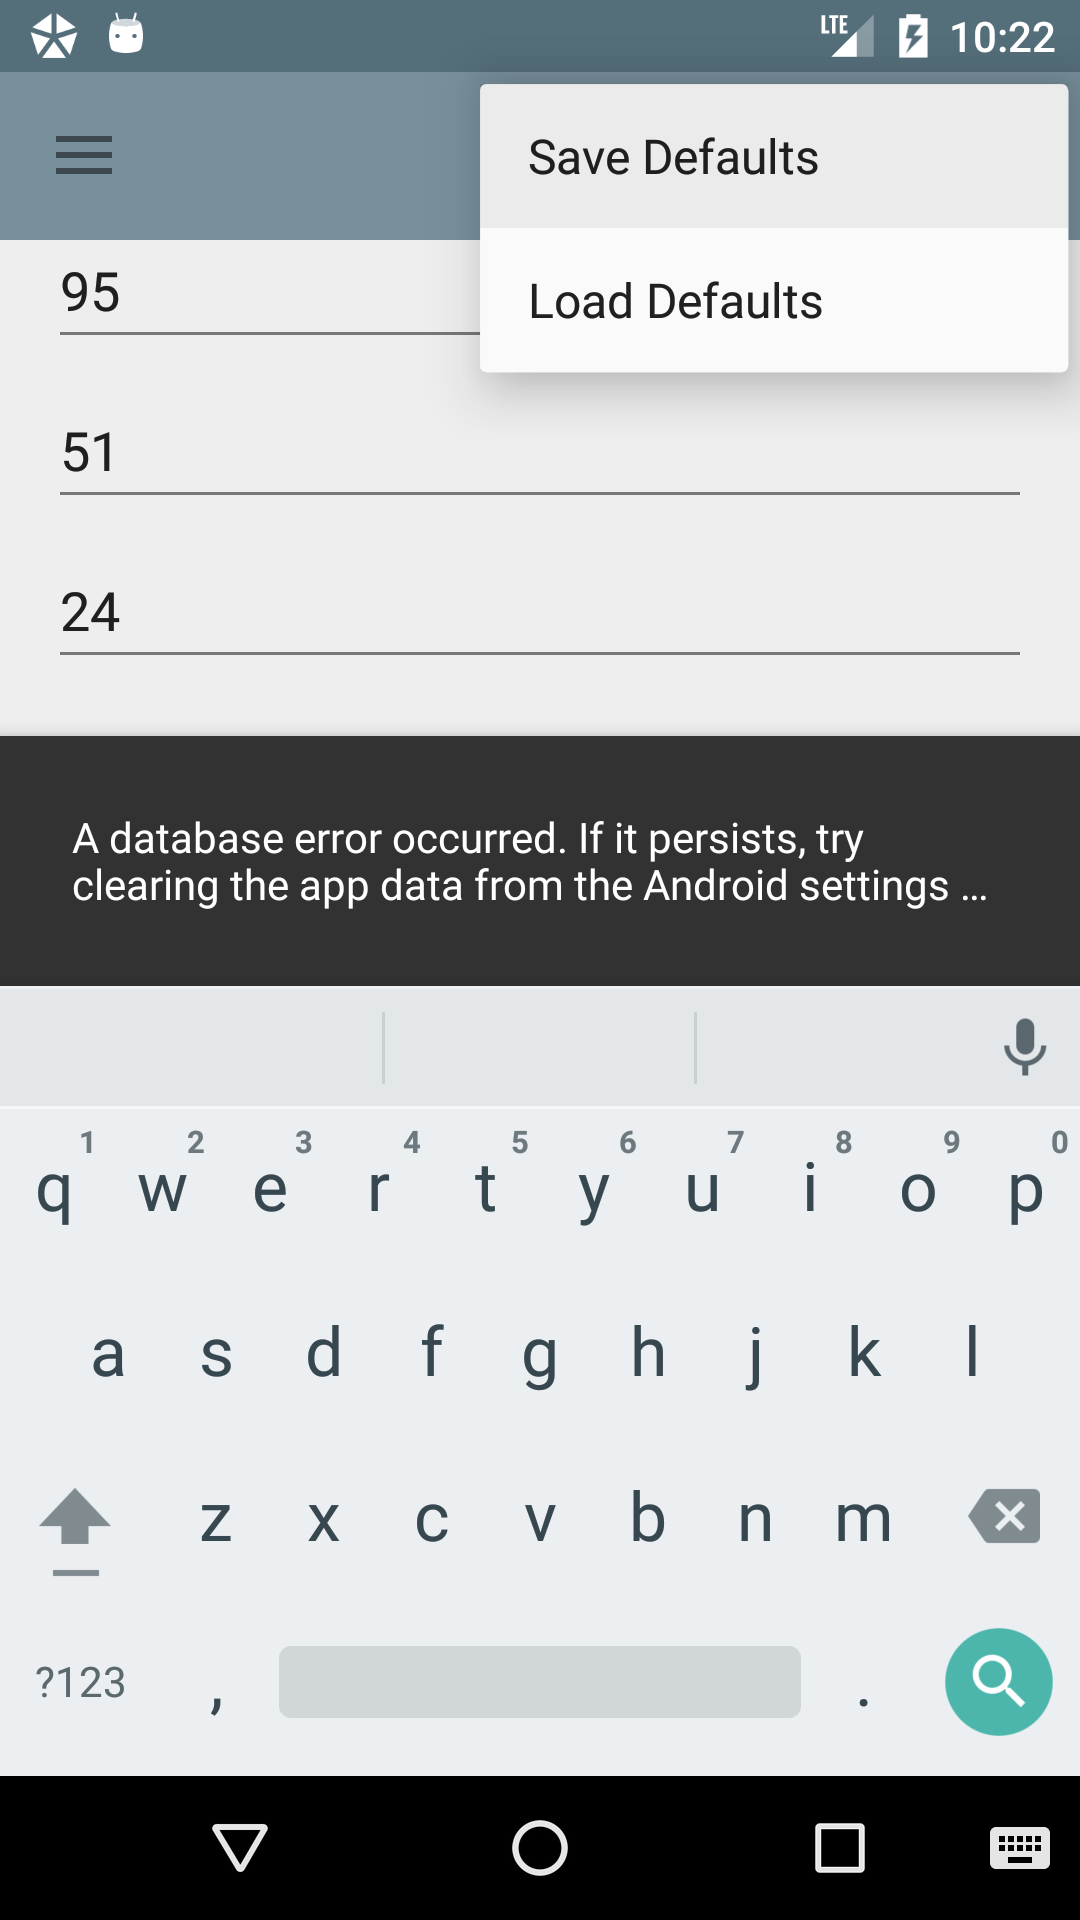 LTE 10:22
Save Defaults
Load Defaults
95
51
24
A database error occurred. If it persists, try
clearing the app data from the Android settings ...
1 2 3 4 5 6 7 8 9 0
q w e r t y u i o p
a s d f g h j k l
z x c v b n m
?123 , .